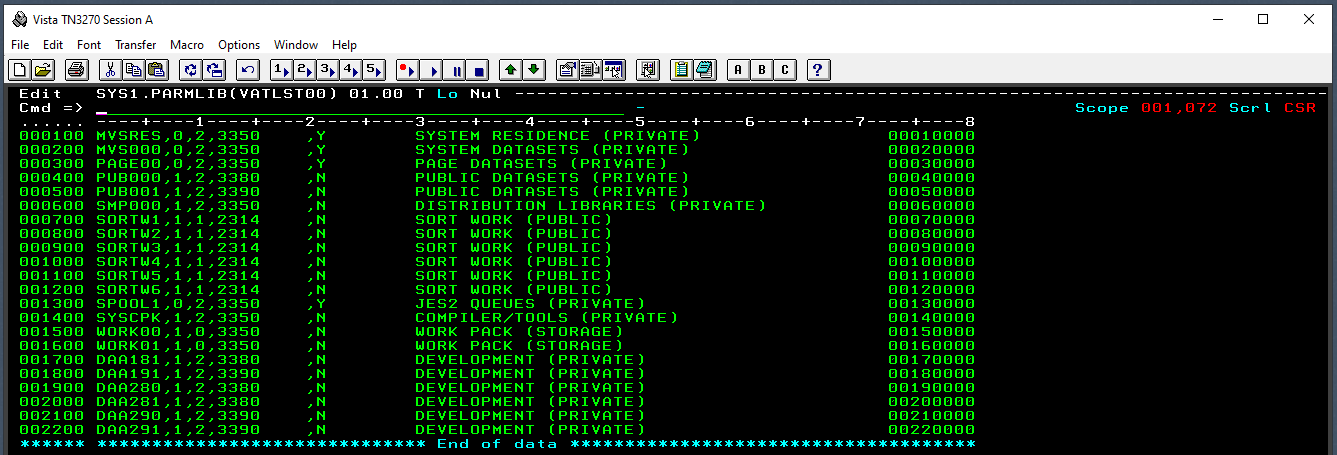 Vista TN3270 Session A
File Edit Font Transfer Macro Options Window Help
1 2 3 4 5 A B C ?
Edit SYS1.PARMLIB(VATLST00) 01.00 T Lo Nul ----------------------------------------------------------------------
Cmd => - Scope 001,072 Scrl CSR
...... ----+----1----+----2----+----3----+----4----+----5----+----6----+----7----+----8
000100 MVSRES,0,2,3350    ,Y        SYSTEM RESIDENCE (PRIVATE)                 00010000
000200 MVS000,0,2,3350    ,Y        SYSTEM DATASETS (PRIVATE)                  00020000
000300 PAGE00,0,2,3350    ,Y        PAGE DATASETS (PRIVATE)                    00030000
000400 PUB000,1,2,3380    ,N        PUBLIC DATASETS (PRIVATE)                  00040000
000500 PUB001,1,2,3390    ,N        PUBLIC DATASETS (PRIVATE)                  00050000
000600 SMP000,1,2,3350    ,N        DISTRIBUTION LIBRARIES (PRIVATE)           00060000
000700 SORTW1,1,1,2314    ,N        SORT WORK (PUBLIC)                         00070000
000800 SORTW2,1,1,2314    ,N        SORT WORK (PUBLIC)                         00080000
000900 SORTW3,1,1,2314    ,N        SORT WORK (PUBLIC)                         00090000
001000 SORTW4,1,1,2314    ,N        SORT WORK (PUBLIC)                         00100000
001100 SORTW5,1,1,2314    ,N        SORT WORK (PUBLIC)                         00110000
001200 SORTW6,1,1,2314    ,N        SORT WORK (PUBLIC)                         00120000
001300 SPOOL1,0,2,3350    ,Y        JES2 QUEUES (PRIVATE)                      00130000
001400 SYSCPK,1,2,3350    ,N        COMPILER/TOOLS (PRIVATE)                   00140000
001500 WORK00,1,0,3350    ,N        WORK PACK (STORAGE)                        00150000
001600 WORK01,1,0,3350    ,N        WORK PACK (STORAGE)                        00160000
001700 DAA181,1,2,3380    ,N        DEVELOPMENT (PRIVATE)                      00170000
001800 DAA191,1,2,3390    ,N        DEVELOPMENT (PRIVATE)                      00180000
001900 DAA280,1,2,3380    ,N        DEVELOPMENT (PRIVATE)                      00190000
002000 DAA281,1,2,3380    ,N        DEVELOPMENT (PRIVATE)                      00200000
002100 DAA290,1,2,3390    ,N        DEVELOPMENT (PRIVATE)                      00210000
002200 DAA291,1,2,3390    ,N        DEVELOPMENT (PRIVATE)                      00220000
****** ****************************** End of data *************************************